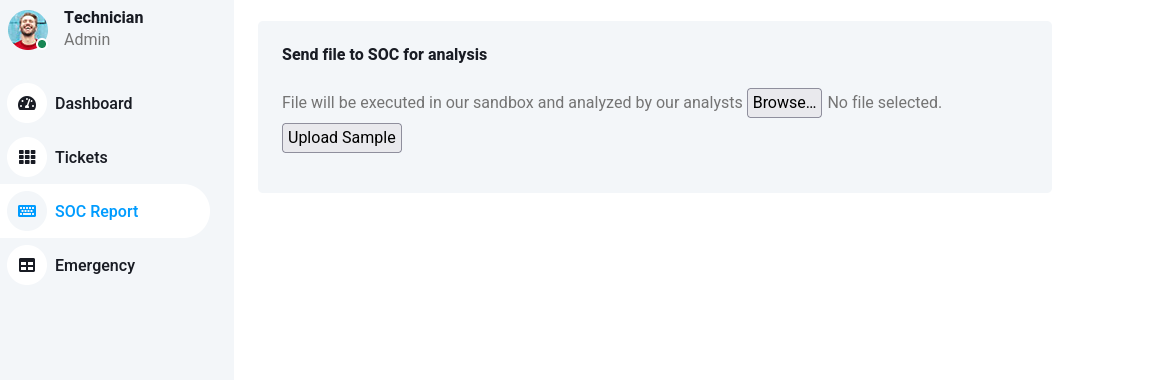 Technician
Admin
Dashboard
Tickets
SOC Report
Emergency
Send file to SOC for analysis
File will be executed in our sandbox and analyzed by our analysts Browse... No file selected.
Upload Sample